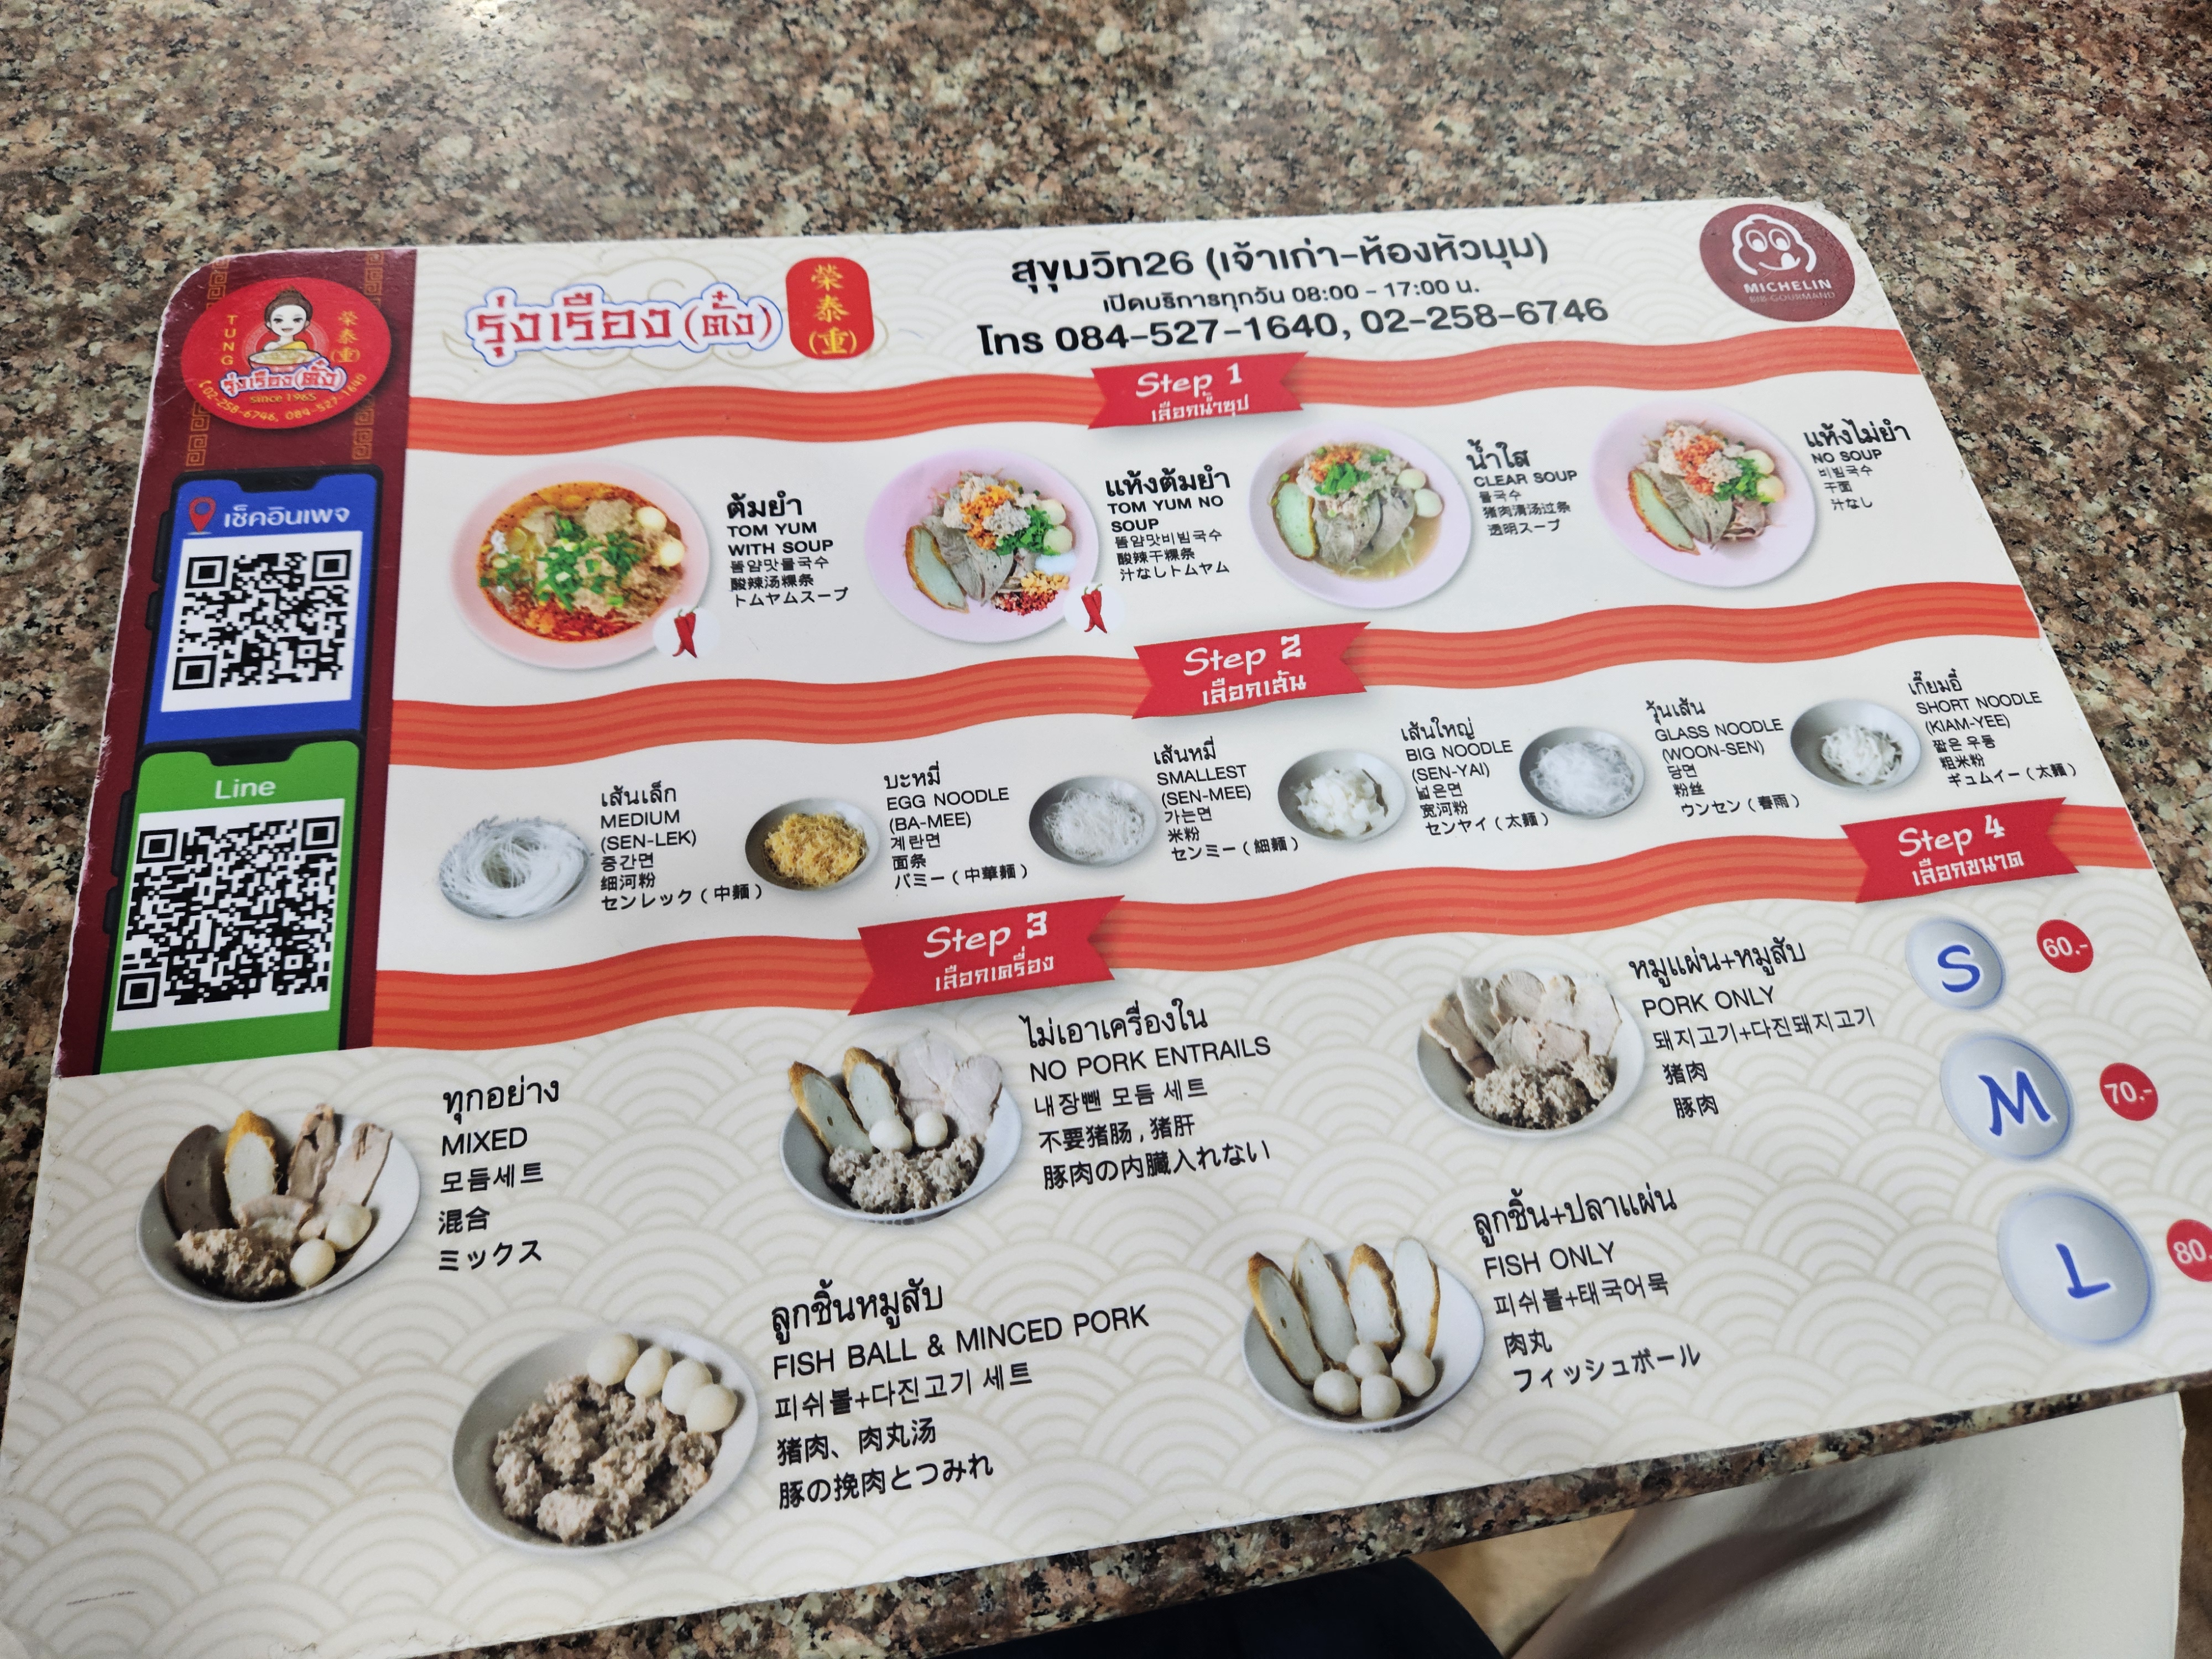 TUNG
榮泰(重)
รุ่งเรือง(ตั๋ง)
since 1965
02-258-6746, 084-527-1640
รุ่งเรือง(ตั๋ง)
榮
泰
(重)
สุขุมวิท26 (เจ้าเก่า-ห้องหัวมุม)
เปิดบริการทุกวัน 08:00 - 17:00 น.
โทร 084-527-1640, 02-258-6746
MICHELIN
BIB GOURMAND
เช็คอินเพจ
Line
Step 1
เลือกน้ำซุป
ต้มยำ
TOM YUM
WITH SOUP
똠얌맛물국수
酸辣汤粿条
トムヤムスープ
แห้งต้มยำ
TOM YUM NO
SOUP
똠얌맛비빔국수
酸辣干粿条
汁なしトムヤム
น้ำใส
CLEAR SOUP
물국수
猪肉清汤过条
透明スープ
แห้งไม่ยำ
NO SOUP
비빔국수
干面
汁なし
Step 2
เลือกเส้น
เส้นเล็ก
MEDIUM
(SEN-LEK)
중간면
细河粉
センレック ( 中麺 )
บะหมี่
EGG NOODLE
(BA-MEE)
계란면
面条
バミー ( 中華麺 )
เส้นหมี่
SMALLEST
(SEN-MEE)
가는면
米粉
センミー ( 細麺 )
เส้นใหญ่
BIG NOODLE
(SEN-YAI)
넓은면
宽河粉
センヤイ ( 太麺 )
วุ้นเส้น
GLASS NOODLE
(WOON-SEN)
당면
粉丝
ウンセン ( 春雨 )
เกี๊ยมอี๋
SHORT NOODLE
(KIAM-YEE)
짧은 우동
粗米粉
ギュムイー ( 太麺 )
Step 3
เลือกเครื่อง
ทุกอย่าง
MIXED
모듬세트
混合
ミックス
ไม่เอาเครื่องใน
NO PORK ENTRAILS
내장뺀 모듬 세트
不要猪肠 , 猪肝
豚肉の内臓入れない
หมูแผ่น+หมูสับ
PORK ONLY
돼지고기+다진돼지고기
猪肉
豚肉
ลูกชิ้นหมูสับ
FISH BALL & MINCED PORK
피쉬볼+다진고기 세트
猪肉、肉丸汤
豚の挽肉とつみれ
ลูกชิ้น+ปลาแผ่น
FISH ONLY
피쉬볼+태국어묵
肉丸
フィッシュボール
Step 4
เลือกขนาด
S
60.-
M
70.-
L
80.